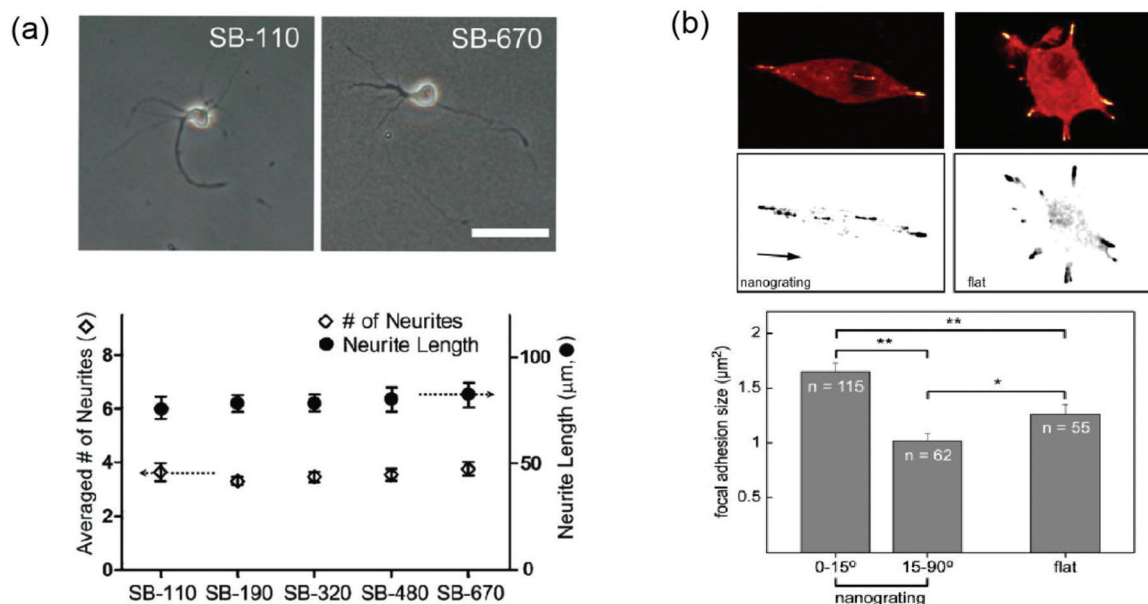 (a)
SB-110
SB-670
Averaged # of Neurites (◇)
8
6
4
2
0
◇ # of Neurites
● Neurite Length
100
50
0
Neurite Length (μm, ●)
SB-110 SB-190 SB-320 SB-480 SB-670
(b)
nanograting
flat
focal adhesion size (μm²)
2
1.5
1
0.5
**
**
*
n = 115
n = 62
n = 55
0-15º 15-90º flat
nanograting